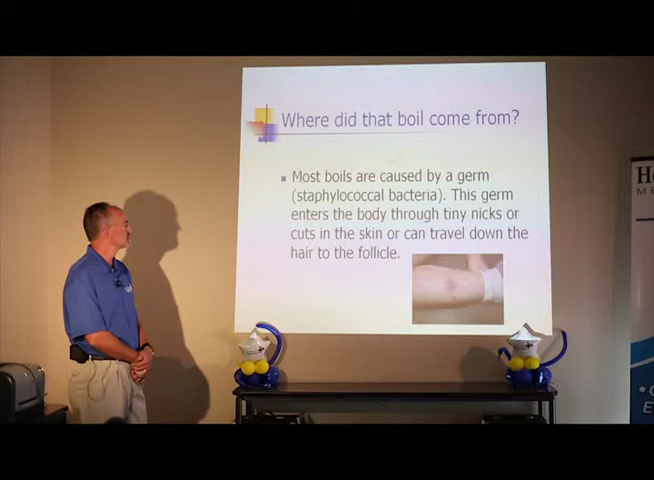 Where did that boil come from?
Most boils are caused by a germ
(staphylococcal bacteria). This germ
enters the body through tiny nicks or
cuts in the skin or can travel down the
hair to the follicle.